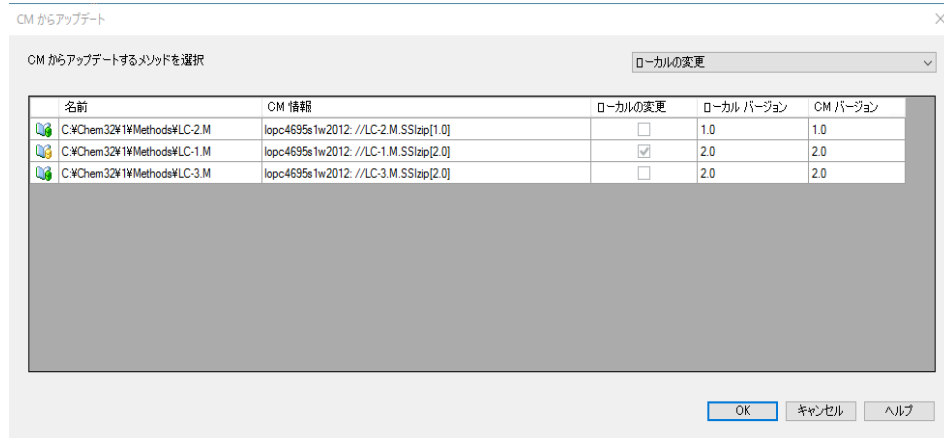 CM からアップデート
CM からアップデートするメソッドを選択 ローカルの変更
名前 CM 情報 ローカルの変更 ローカル バージョン CM バージョン
C:¥Chem32¥1¥Methods¥LC-2.M lopc4695s1w2012: //LC-2.M.SSIzip[1.0] 1.0 1.0
C:¥Chem32¥1¥Methods¥LC-1.M lopc4695s1w2012: //LC-1.M.SSIzip[2.0] 2.0 2.0
C:¥Chem32¥1¥Methods¥LC-3.M lopc4695s1w2012: //LC-3.M.SSIzip[2.0] 2.0 2.0
OK キャンセル ヘルプ